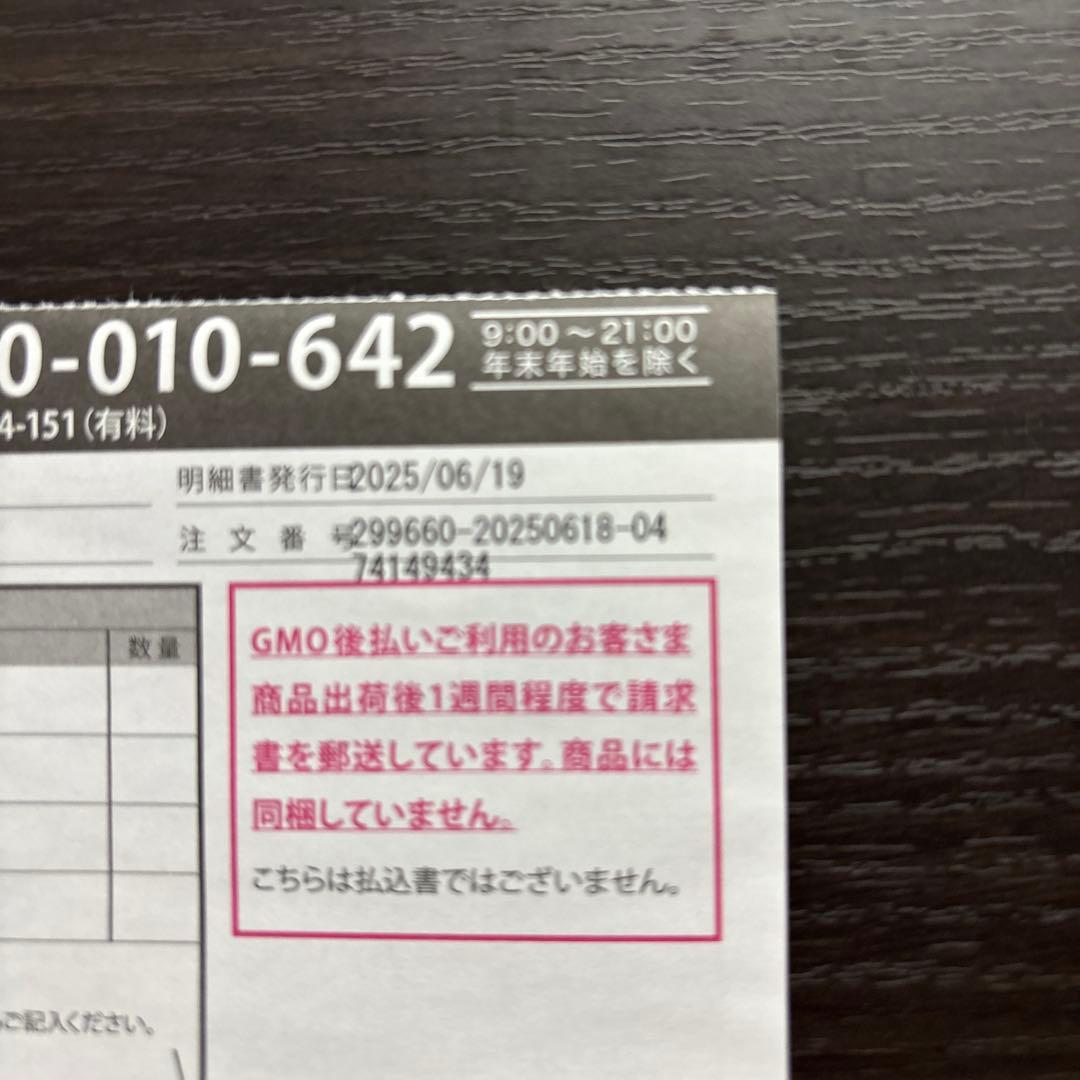 0-010-642
9:00～21:00
年末年始を除く
4-151（有料）
明細書発行日2025/06/19
注文番号299660-20250618-04
74149434
数量
GMO後払いご利用のお客さま
商品出荷後1週間程度で請求
書を郵送しています。商品には
同梱していません。
こちらは払込書ではございません。
ご記入ください。